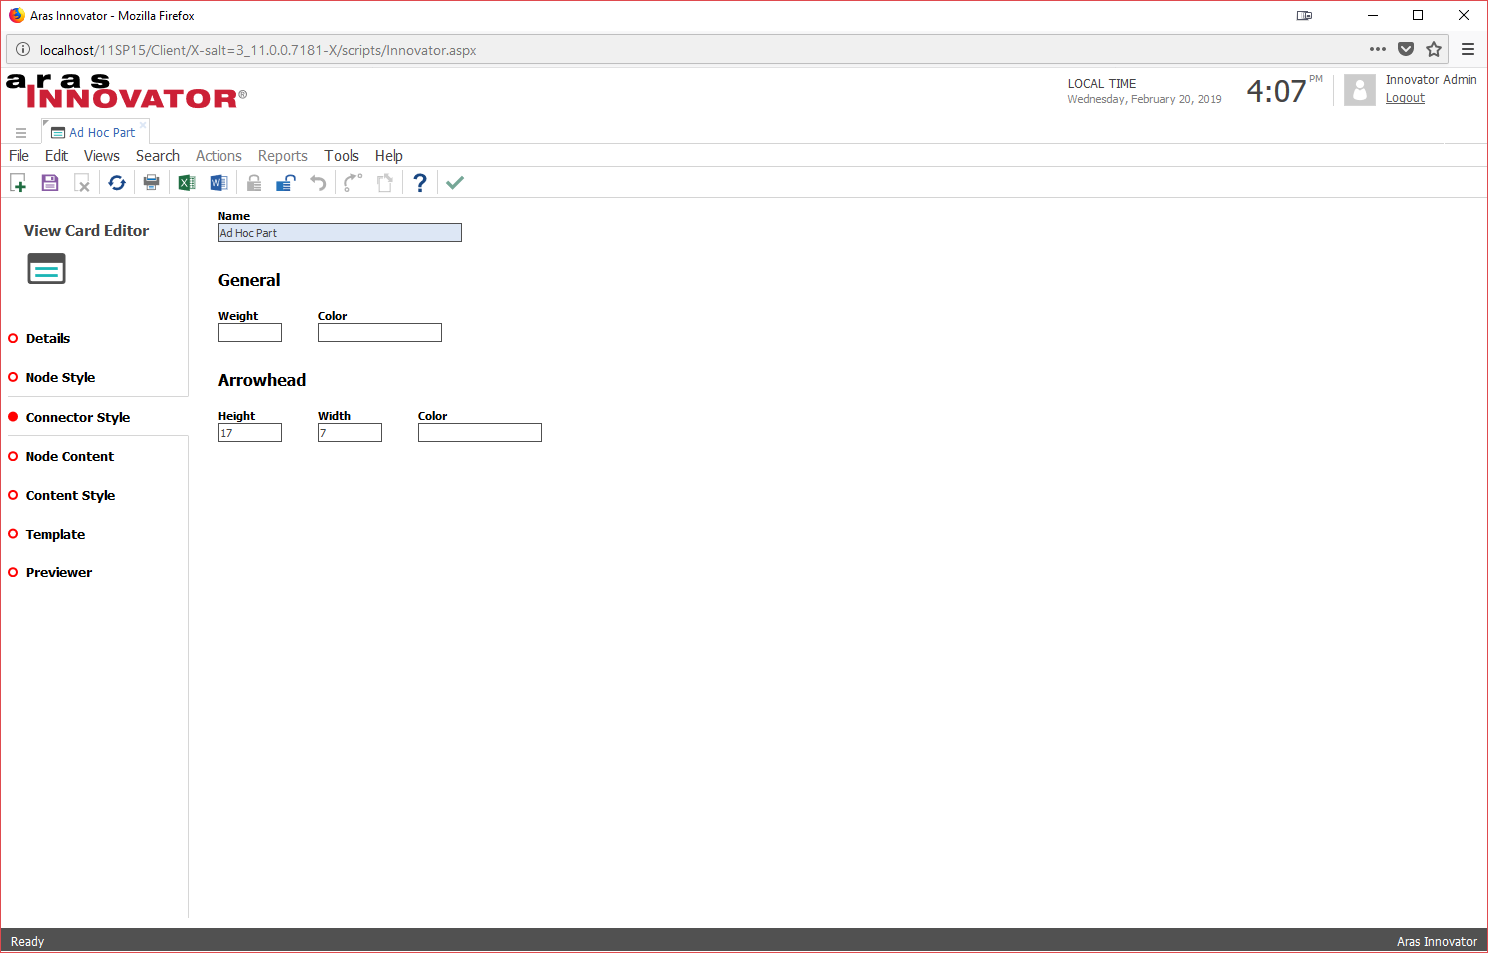 Aras Innovator - Mozilla Firefox
localhost/11SP15/Client/X-salt=3_11.0.0.7181-X/scripts/Innovator.aspx
aras
INNOVATOR®
LOCAL TIME
Wednesday, February 20, 2019
4:07 PM
Innovator Admin
Logout
Ad Hoc Part
File Edit Views Search Actions Reports Tools Help
View Card Editor
Details
Node Style
Connector Style
Node Content
Content Style
Template
Previewer
Name
Ad Hoc Part
General
Weight Color
Arrowhead
Height Width Color
17 7
Ready
Aras Innovator